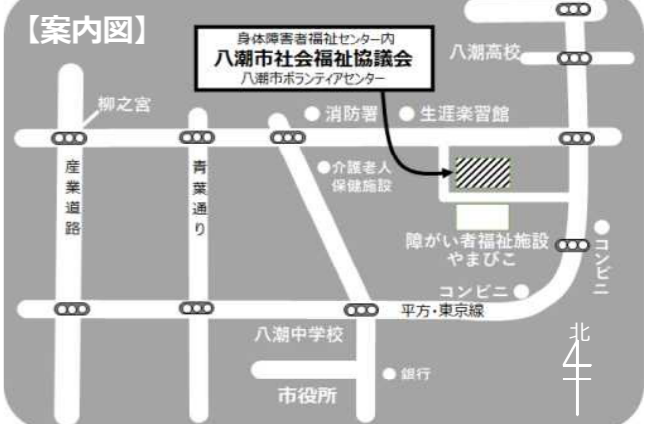 【案内図】
身体障害者福祉センター内
八潮市社会福祉協議会
八潮市ボランティアセンター
八潮高校
柳之宮
消防署
生涯楽習館
介護老人
保健施設
産業道路
青葉通り
障がい者福祉施設
やまびこ
コンビニ
コンビニ
平方・東京線
八潮中学校
北
銀行
市役所